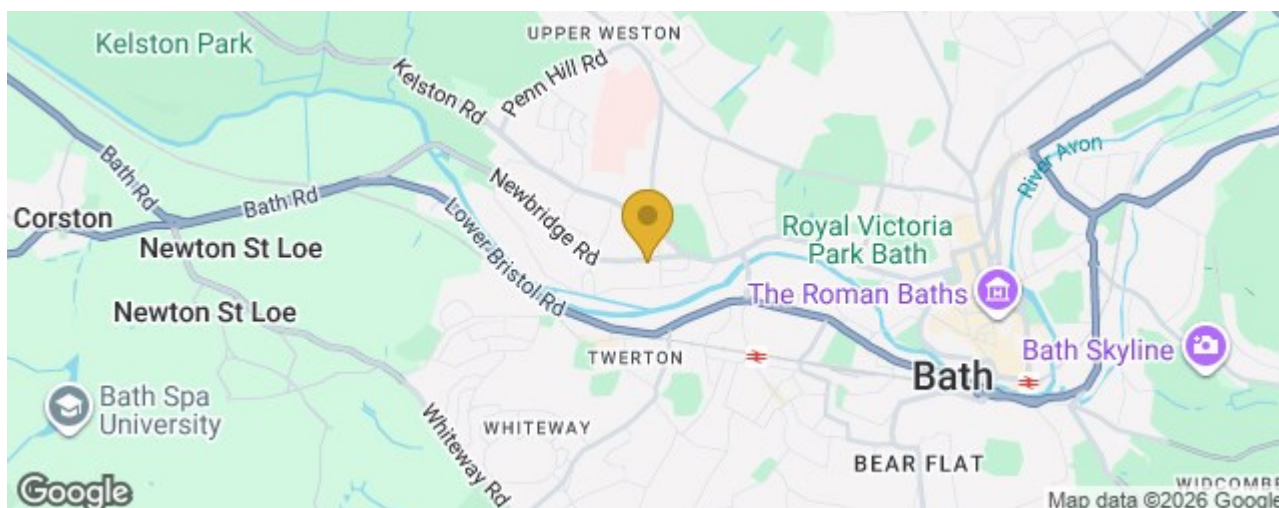 UPPER WESTON
Kelston Park
Kelston Rd
Penn Hill Rd
River Avon
Bath Rd
Bath Rd
Newbridge Rd
Corston
Newton St Loe
Lower Bristol Rd
Royal Victoria
Park Bath
The Roman Baths
Newton St Loe
TWERTON
Bath Skyline
Bath
Bath Spa
University
Whiteway Rd
WHITEWAY
BEAR FLAT
WIDCOMBE
Google
Map data ©2026 Google